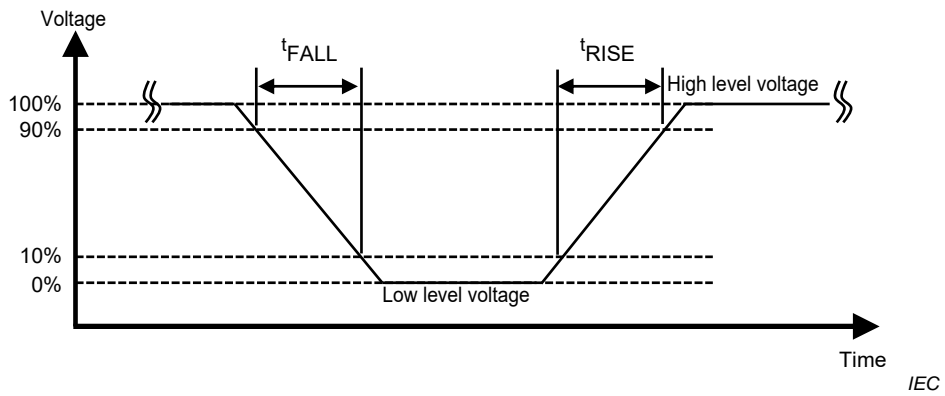 Voltage
tFALL
tRISE
High level voltage
100%
90%
10%
0%
Low level voltage
Time
IEC